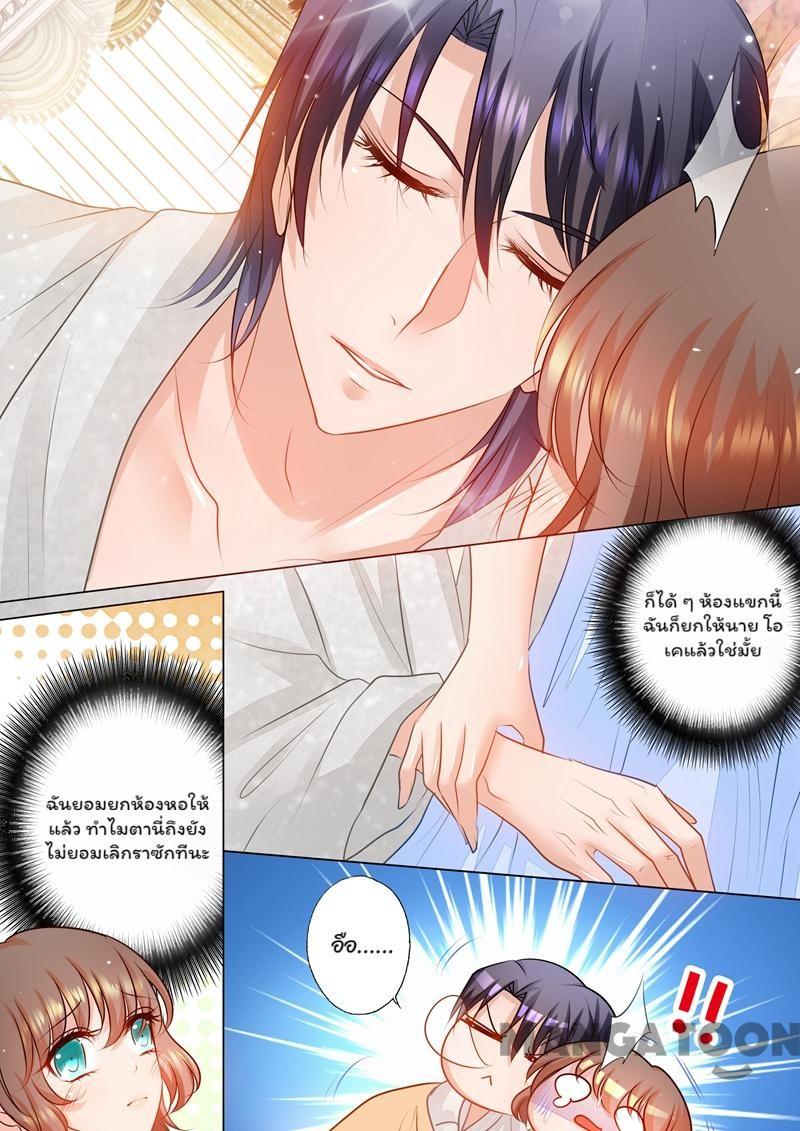 ก็ได้ ๆ ห้องแขกนี้
ฉันก็ยกให้นาย โอ
เคแล้วใช่มั้ย
ฉันยอมยกห้องหอให้
แล้ว ทำไมตานี่ถึงยัง
ไม่ยอมเลิกราซักทีนะ
อือ......
!!
MANGATOON